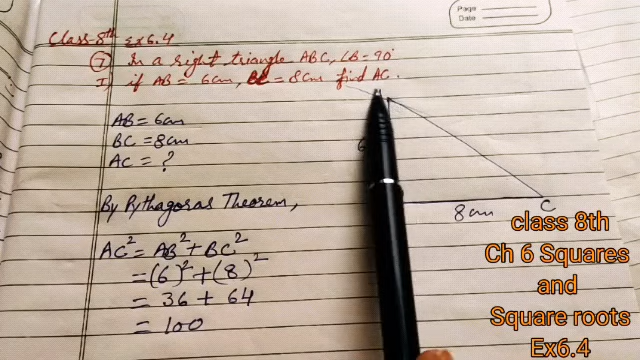 Page
Date
Class-8th Ex6.4
7 In a right triangle ABC, ∠B = 90°
I) if AB = 6cm, BC = 8cm find AC.
AB = 6cm
BC = 8cm
AC = ?
6
8cm
C
By Pythagoras Theorem,
AC² = AB² + BC²
= (6)² + (8)²
= 36 + 64
= 100
class 8th
Ch 6 Squares
and
Square roots
Ex6.4